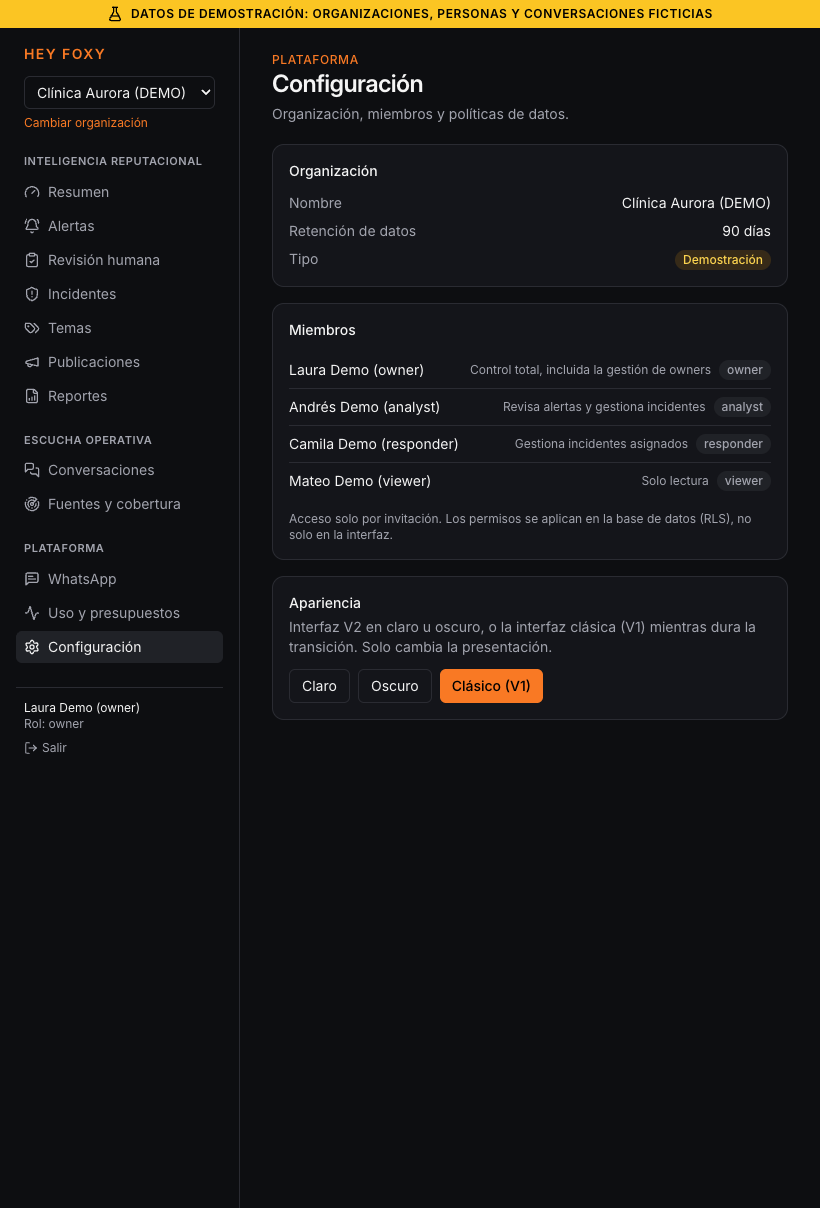 DATOS DE DEMOSTRACIÓN: ORGANIZACIONES, PERSONAS Y CONVERSACIONES FICTICIAS
HEY FOXY
Clínica Aurora (DEMO)
Cambiar organización
INTELIGENCIA REPUTACIONAL
Resumen
Alertas
Revisión humana
Incidentes
Temas
Publicaciones
Reportes
ESCUCHA OPERATIVA
Conversaciones
Fuentes y cobertura
PLATAFORMA
WhatsApp
Uso y presupuestos
Configuración
Laura Demo (owner)
Rol: owner
Salir
PLATAFORMA
Configuración
Organización, miembros y políticas de datos.
Organización
Nombre Clínica Aurora (DEMO)
Retención de datos 90 días
Tipo Demostración
Miembros
Laura Demo (owner) Control total, incluida la gestión de owners owner
Andrés Demo (analyst) Revisa alertas y gestiona incidentes analyst
Camila Demo (responder) Gestiona incidentes asignados responder
Mateo Demo (viewer) Solo lectura viewer
Acceso solo por invitación. Los permisos se aplican en la base de datos (RLS), no
solo en la interfaz.
Apariencia
Interfaz V2 en claro u oscuro, o la interfaz clásica (V1) mientras dura la
transición. Solo cambia la presentación.
Claro Oscuro Clásico (V1)